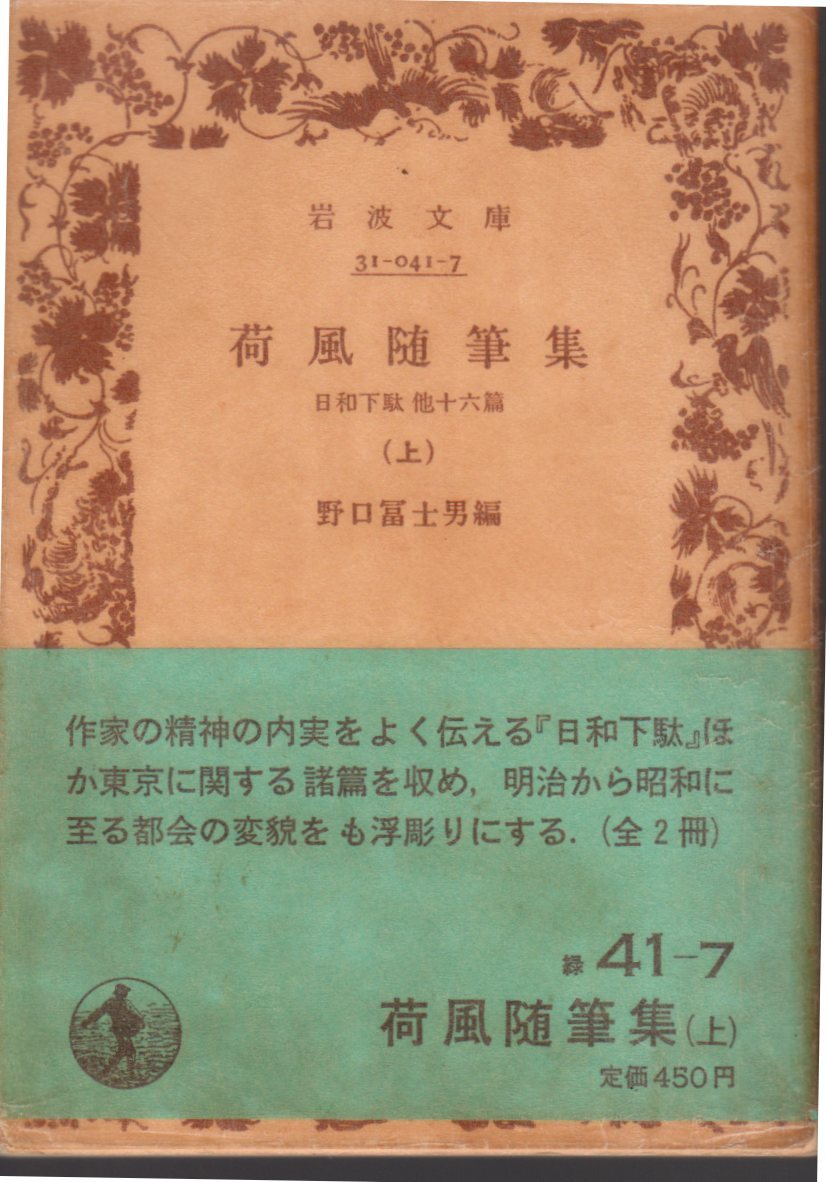 岩波文庫
31-041-7
荷風随筆集
日和下駄 他十六篇
(上)
野口冨士男編
作家の精神の内実をよく伝える『日和下駄』ほ
か東京に関する諸篇を収め,明治から昭和に
至る都会の変貌をも浮彫りにする.(全2冊)
緑 41-7
荷風随筆集(上)
定価450円